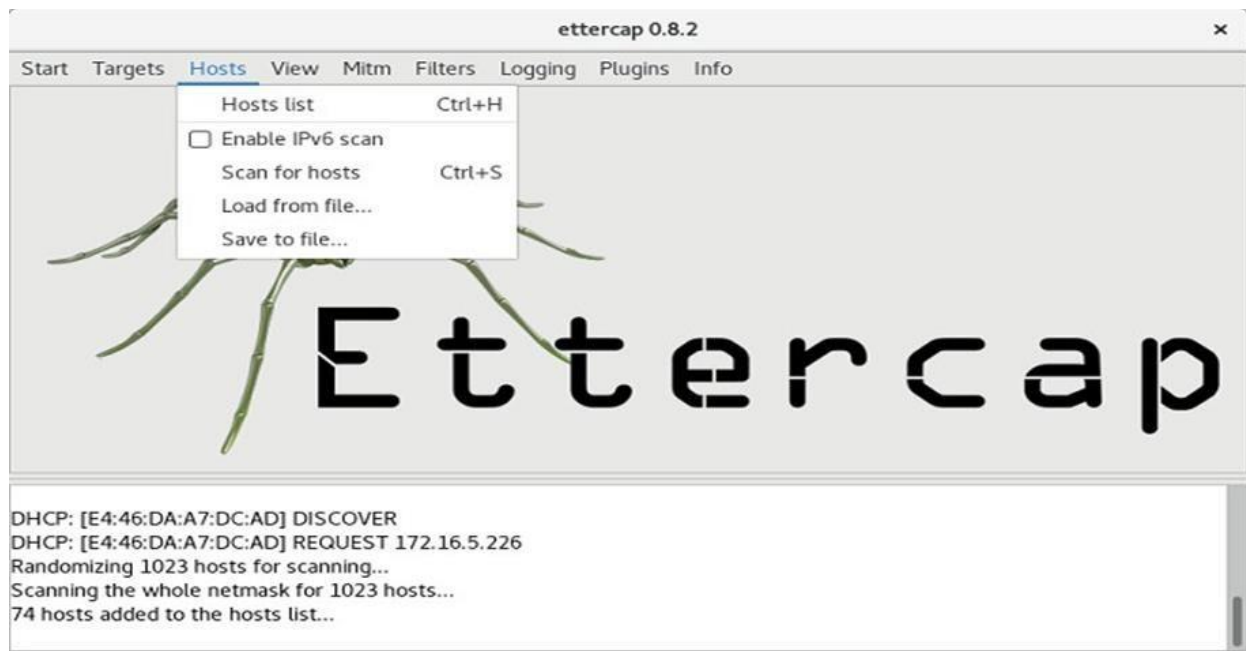 ettercap 0.8.2 ×
Start Targets Hosts View Mitm Filters Logging Plugins Info
Hosts list Ctrl+H
Enable IPv6 scan
Scan for hosts Ctrl+S
Load from file...
Save to file...
Ettercap
DHCP: [E4:46:DA:A7:DC:AD] DISCOVER
DHCP: [E4:46:DA:A7:DC:AD] REQUEST 172.16.5.226
Randomizing 1023 hosts for scanning...
Scanning the whole netmask for 1023 hosts...
74 hosts added to the hosts list...